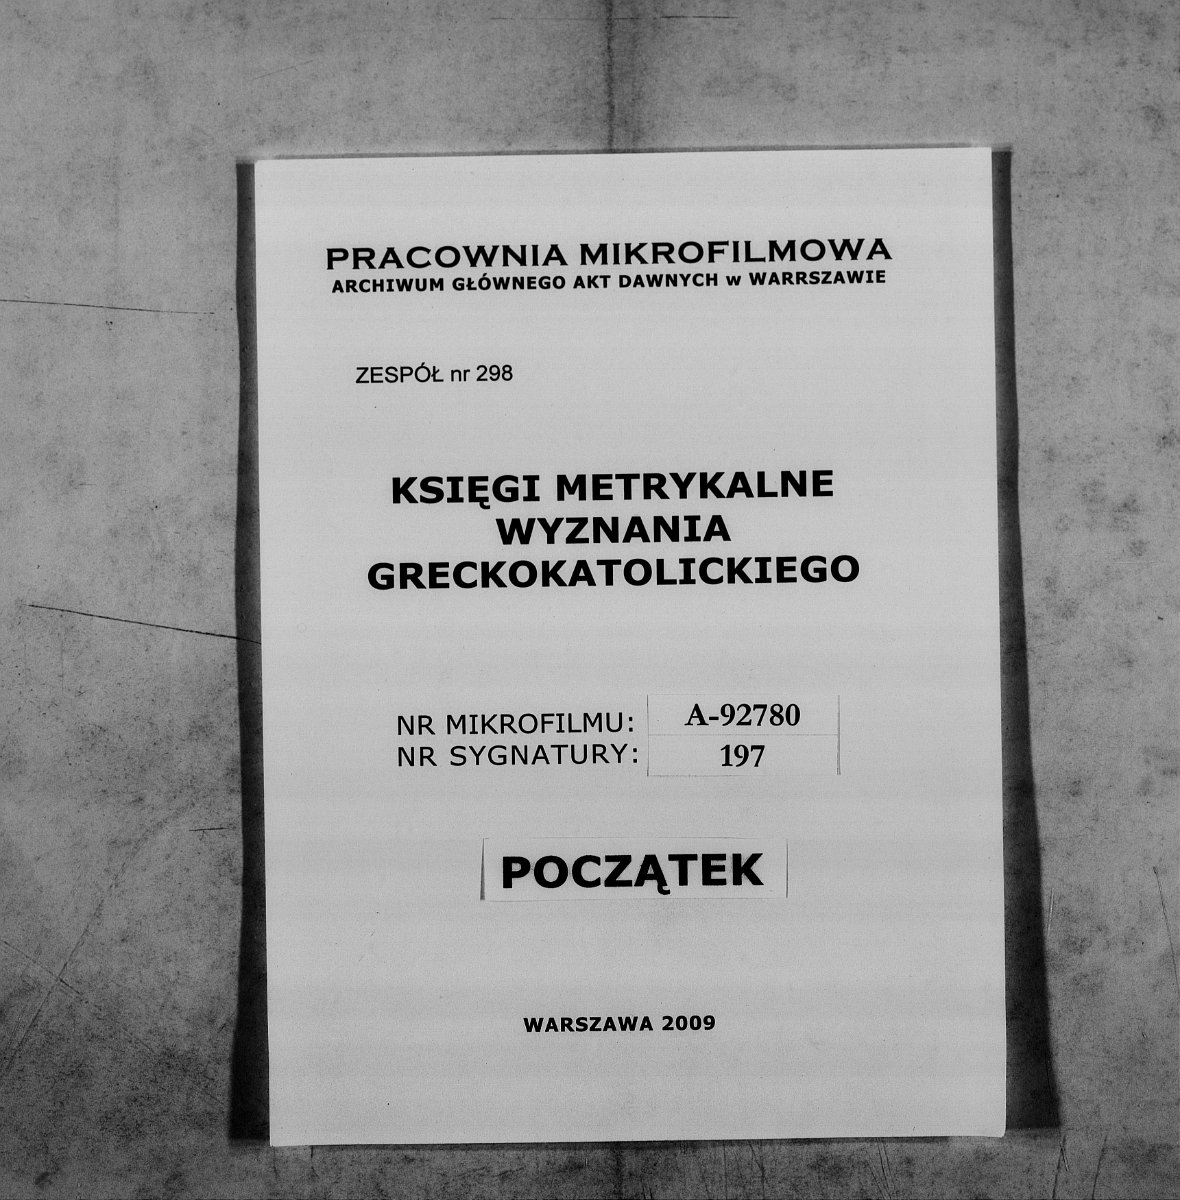 PRACOWNIA MIKROFILMOWA
ARCHIWUM GŁÓWNEGO AKT DAWNYCH w WARRSZAWIE
ZESPÓŁ nr 298
KSIĘGI METRYKALNE
WYZNANIA
GRECKOKATOLICKIEGO
NR MIKROFILMU: A-92780
NR SYGNATURY: 197
POCZĄTEK
WARSZAWA 2009